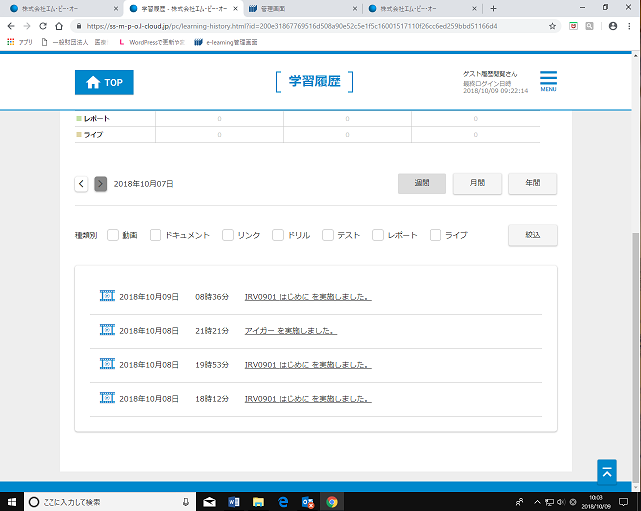 株式会社エム・ピー・オー
学習履歴 - 株式会社エム・ピー・オー
管理画面
株式会社エム・ピー・オー
https://ss-m-p-o.l-cloud.jp/pc/learning-history.html?id=200e31867769516d508a90e52c5e1f5c16001517110f26cc6ed259bbd51166d4
アプリ
一般財団法人
WordPressで更新や
e-learning管理画面
TOP
[学習履歴]
ゲスト履歴閲覧さん
最終ログイン日時
2018/10/09 09:22:14
MENU
レポート 0 0 0
ライブ 0 0 0
2018年10月07日 週間 月間 年間
種類別 動画 ドキュメント リンク ドリル テスト レポート ライブ 絞込
2018年10月09日 08時36分 IRV0901 はじめに を実施しました。
2018年10月08日 21時21分 アイガー を実施しました。
2018年10月08日 19時53分 IRV0901 はじめに を実施しました。
2018年10月08日 18時12分 IRV0901 はじめに を実施しました。
ここに入力して検索
10:03
2018/10/09